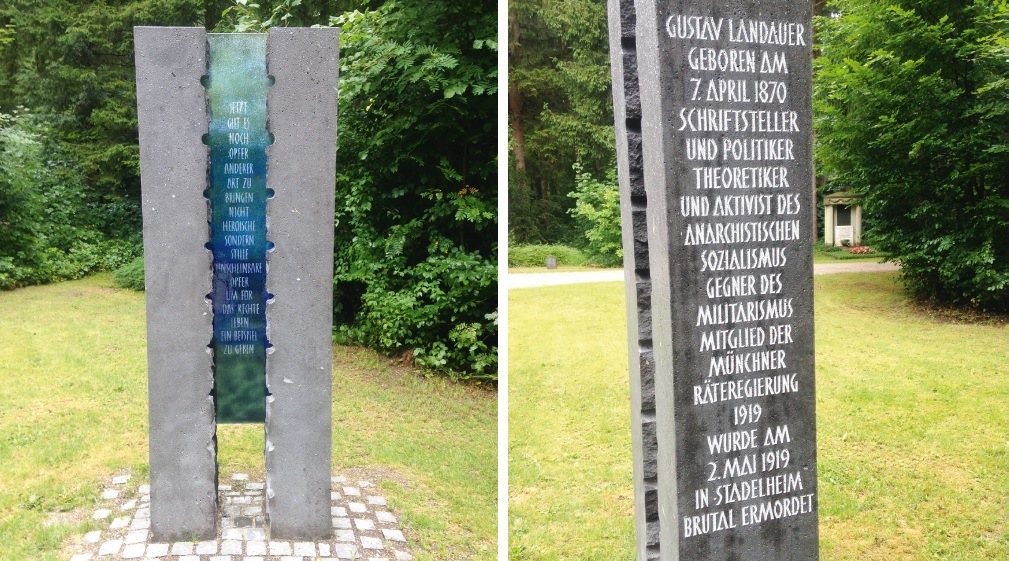 JETZT
GILT ES
NOCH
OPFER
ANDERER
ART ZU
BRINGEN
NICHT
HEROISCHE
SONDERN
STILLE
UNSCHEINBARE
OPFER
UM FÜR
DAS RECHTE
LEBEN
EIN BEISPIEL
ZU GEBEN
GUSTAV LANDAUER
GEBOREN AM
7. APRIL 1870
SCHRIFTSTELLER
UND POLITIKER
THEORETIKER
UND AKTIVIST DES
ANARCHISTISCHEN
SOZIALISMUS
GEGNER DES
MILITARISMUS
MITGLIED DER
MÜNCHNER
RÄTEREGIERUNG
1919
WURDE AM
2. MAI 1919
IN STADELHEIM
BRUTAL ERMORDET